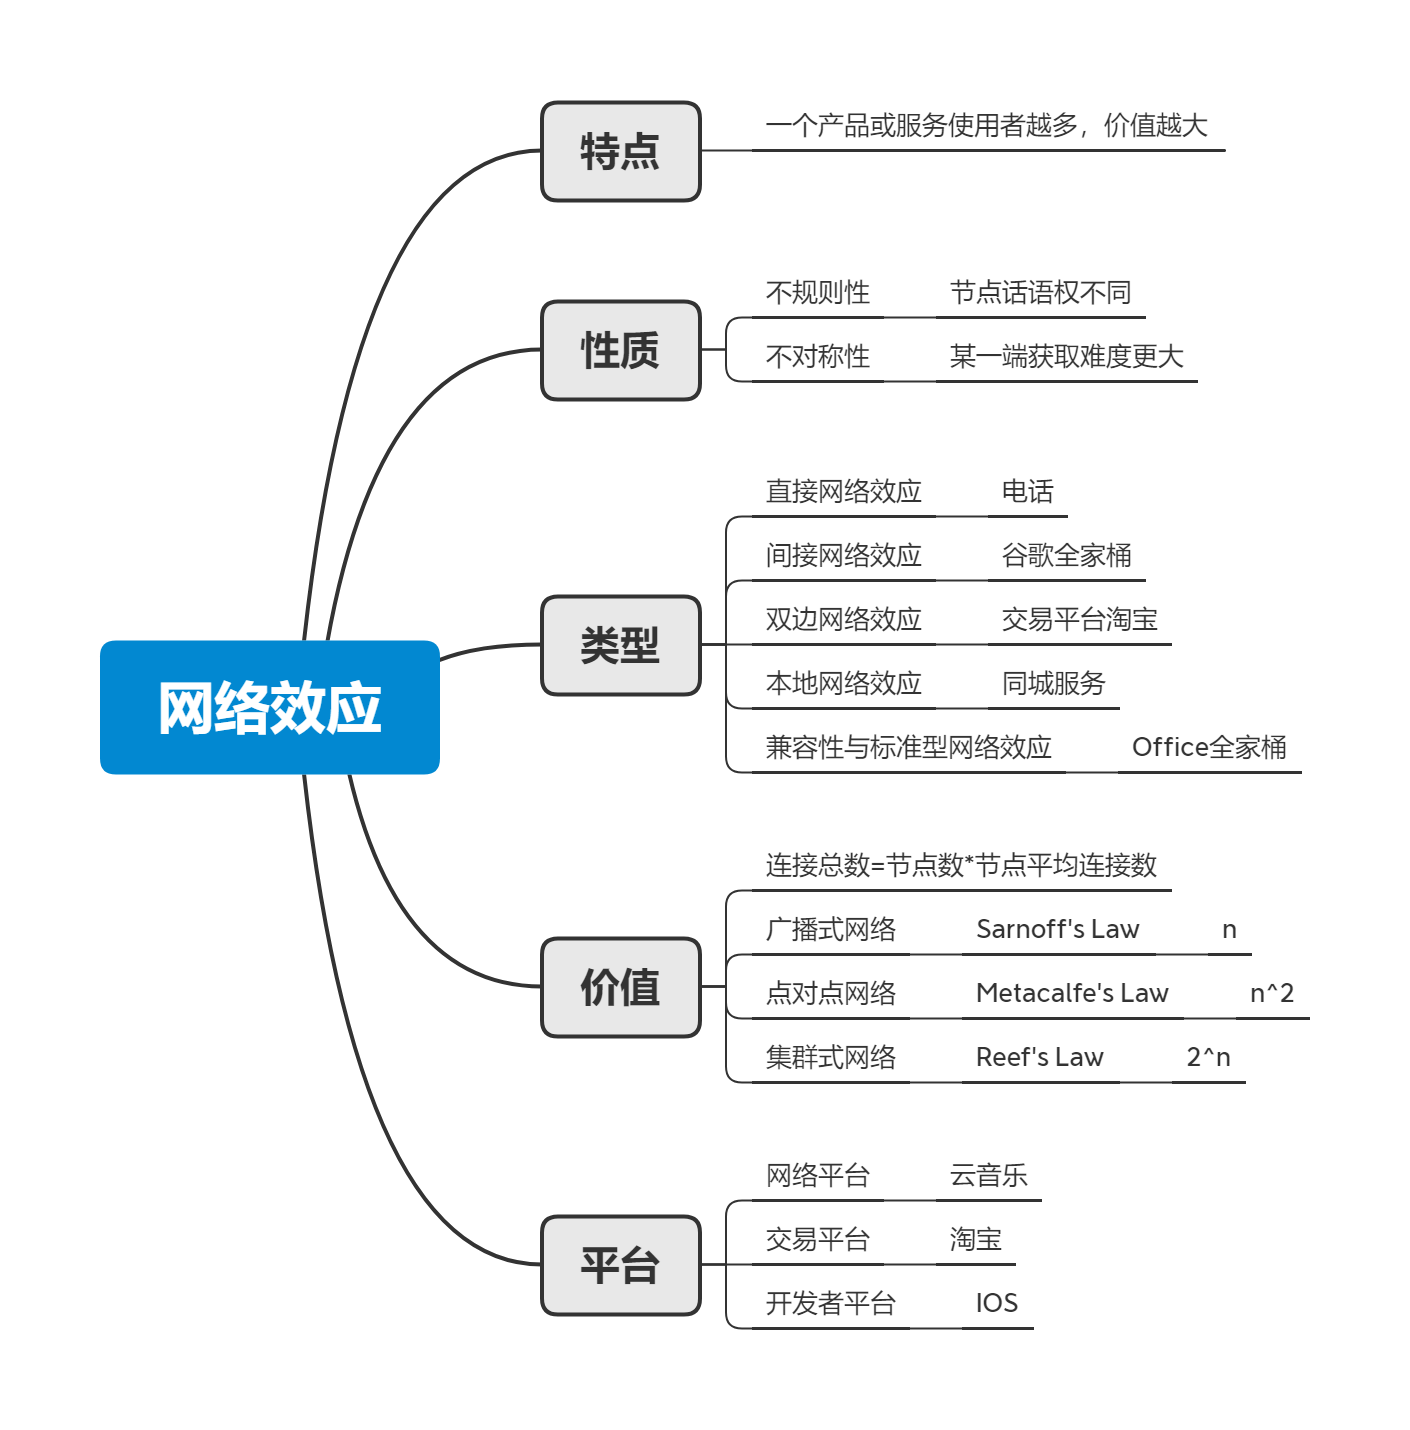 网络效应
特点
一个产品或服务使用者越多，价值越大
性质
不规则性 节点话语权不同
不对称性 某一端获取难度更大
类型
直接网络效应 电话
间接网络效应 谷歌全家桶
双边网络效应 交易平台淘宝
本地网络效应 同城服务
兼容性与标准型网络效应 Office全家桶
价值
连接总数=节点数*节点平均连接数
广播式网络 Sarnoff's Law n
点对点网络 Metacalfe's Law n^2
集群式网络 Reef's Law 2^n
平台
网络平台 云音乐
交易平台 淘宝
开发者平台 IOS